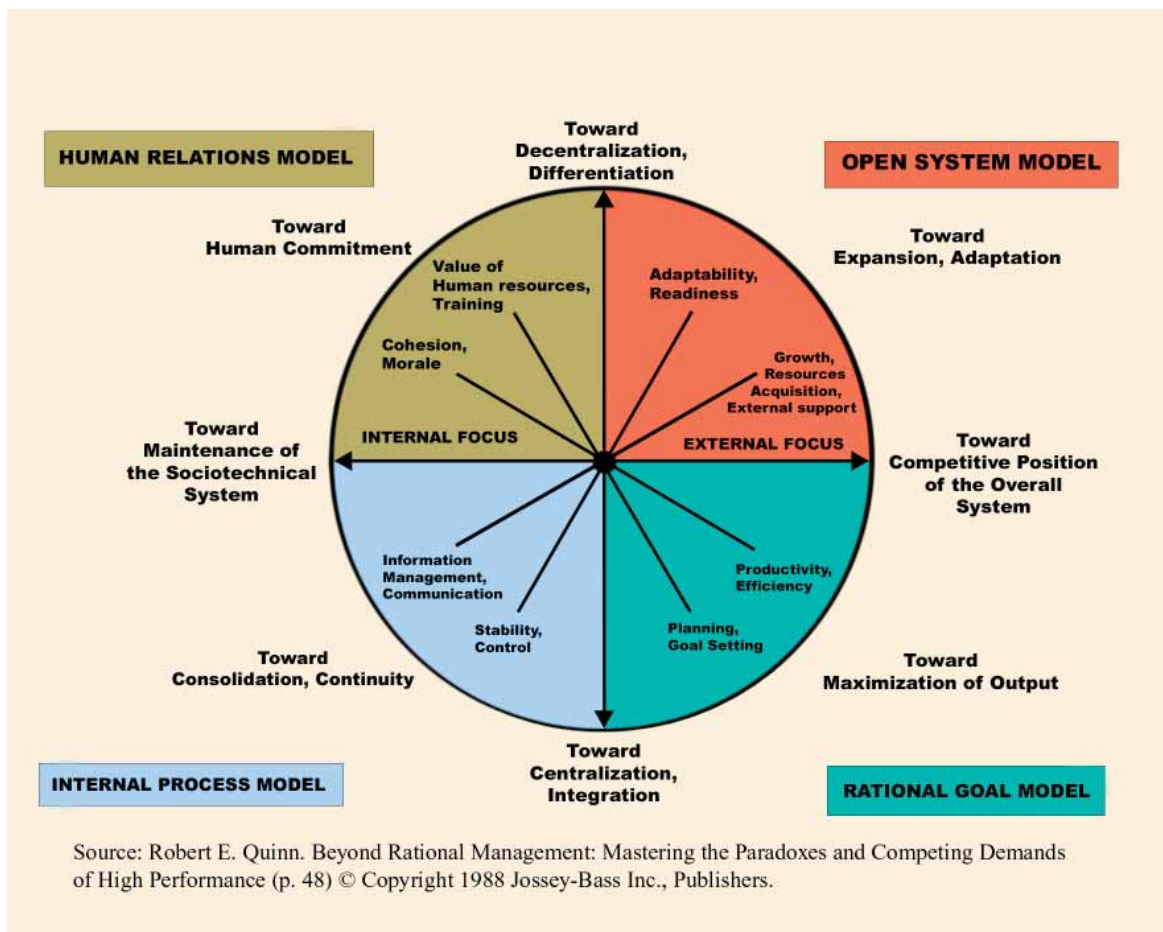 Toward
Decentralization,
Differentiation
HUMAN RELATIONS MODEL
OPEN SYSTEM MODEL
Toward
Human Commitment
Toward
Expansion, Adaptation
Value of
Human resources,
Training
Adaptability,
Readiness
Cohesion,
Morale
Growth,
Resources
Acquisition,
External support
Toward
Maintenance of
the Sociotechnical
System
INTERNAL FOCUS
EXTERNAL FOCUS
Toward
Competitive Position
of the Overall
System
Information
Management,
Communication
Productivity,
Efficiency
Stability,
Control
Planning,
Goal Setting
Toward
Consolidation, Continuity
Toward
Maximization of Output
Toward
Centralization,
Integration
INTERNAL PROCESS MODEL
RATIONAL GOAL MODEL
Source: Robert E. Quinn. Beyond Rational Management: Mastering the Paradoxes and Competing Demands
of High Performance (p. 48) © Copyright 1988 Jossey-Bass Inc., Publishers.